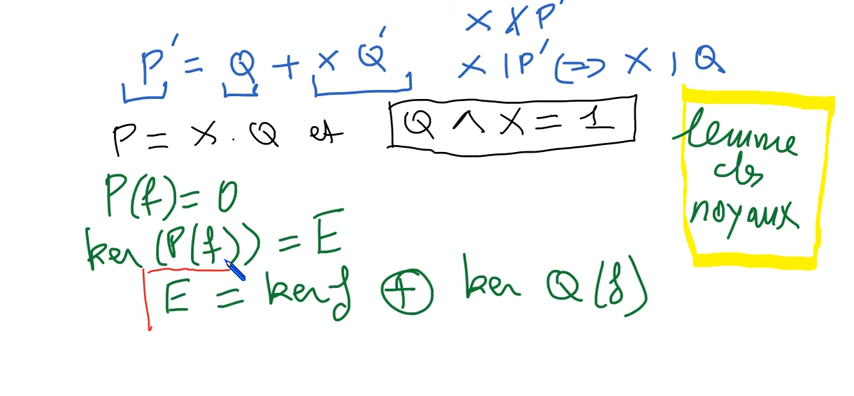 X ∤ P'
P' = Q + X Q'
X | P' (=> X | Q
P = X . Q et Q ∧ X = 1
lemme
des
noyaux
P(f) = 0
ker (P(f)) = E
E = ker f ⊕ ker Q(f)